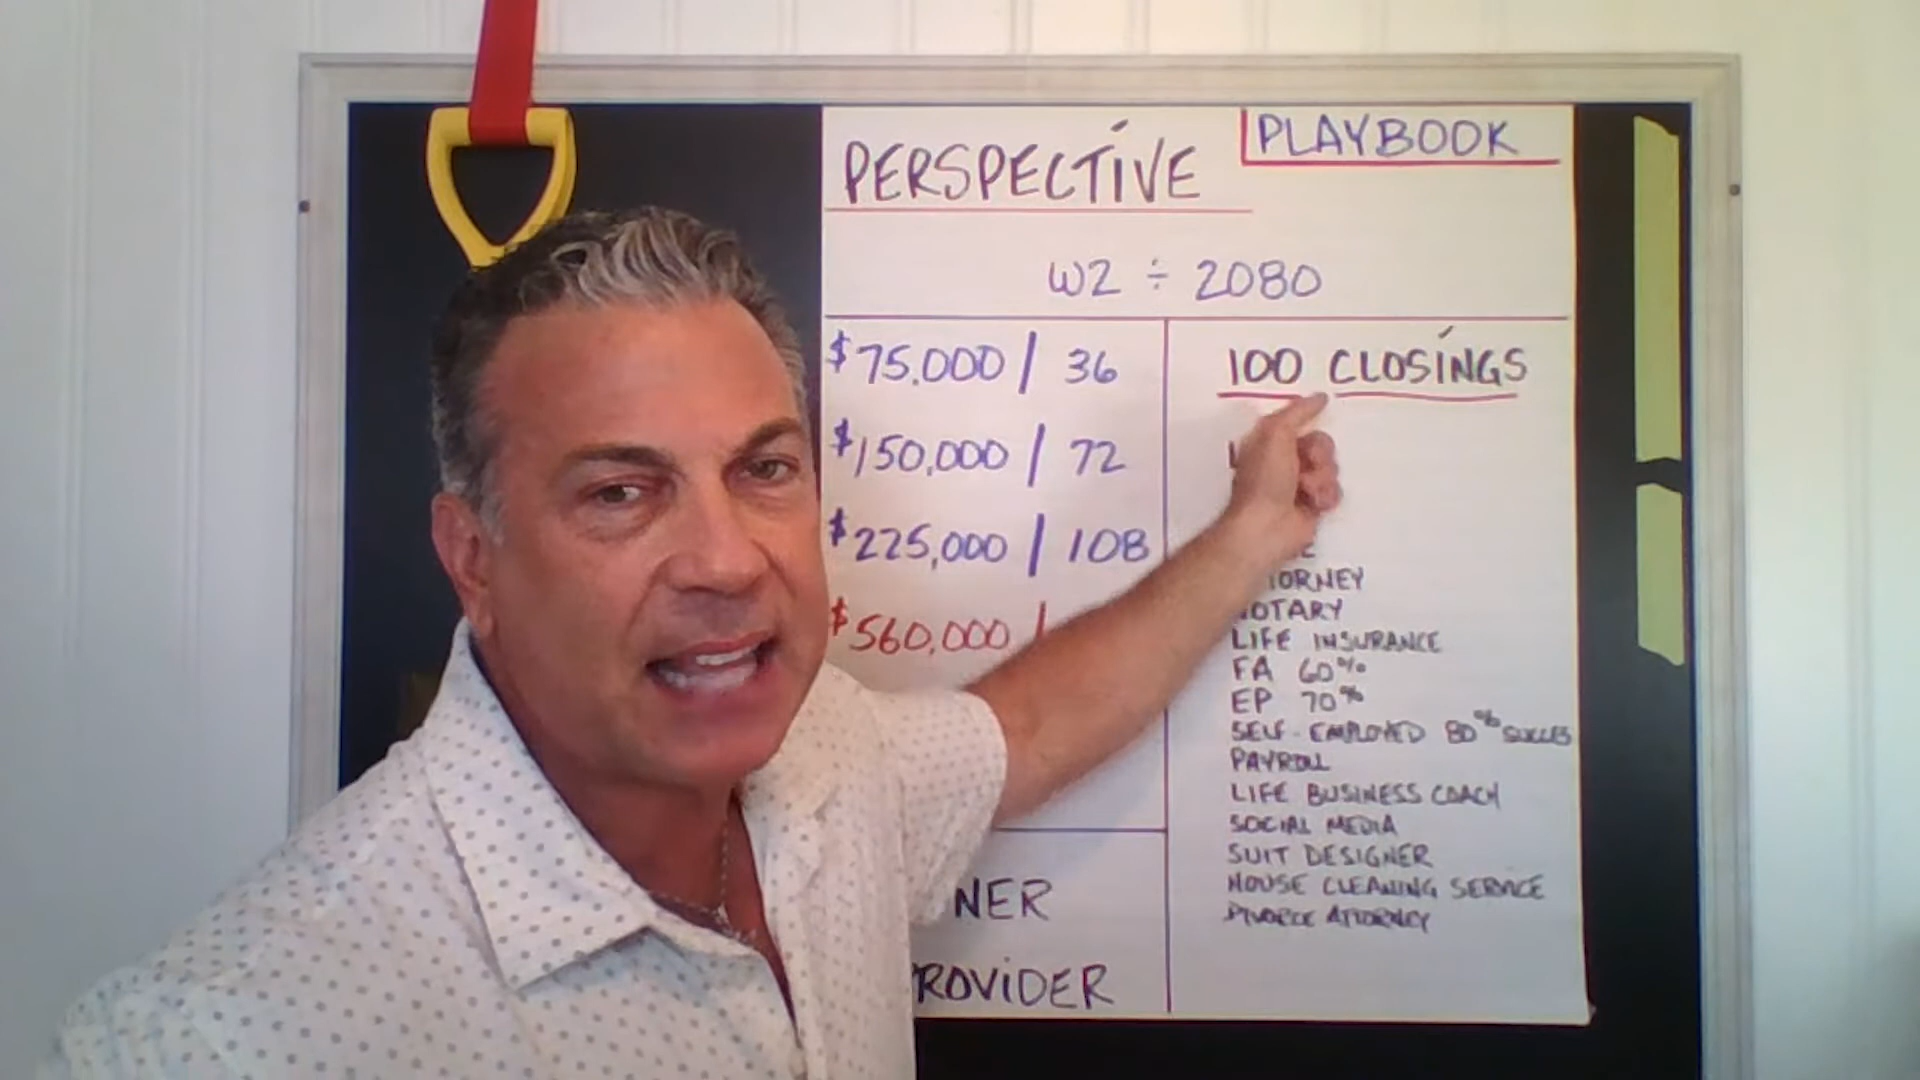 PLAYBOOK
PERSPECTIVE
W2 ÷ 2080
$75.000 / 36
$150,000 / 72
$225,000 / 108
$560,000 /
NER
ROVIDER
100 CLOSINGS
TORNEY
NOTARY
LIFE INSURANCE
FA 60%
EP 70%
SELF-EMPLOYED 80% SUCCES
PAYROLL
LIFE BUSINESS COACH
SOCIAL MEDIA
SUIT DESIGNER
HOUSE CLEANING SERVICE
DIVORCE ATTORNEY